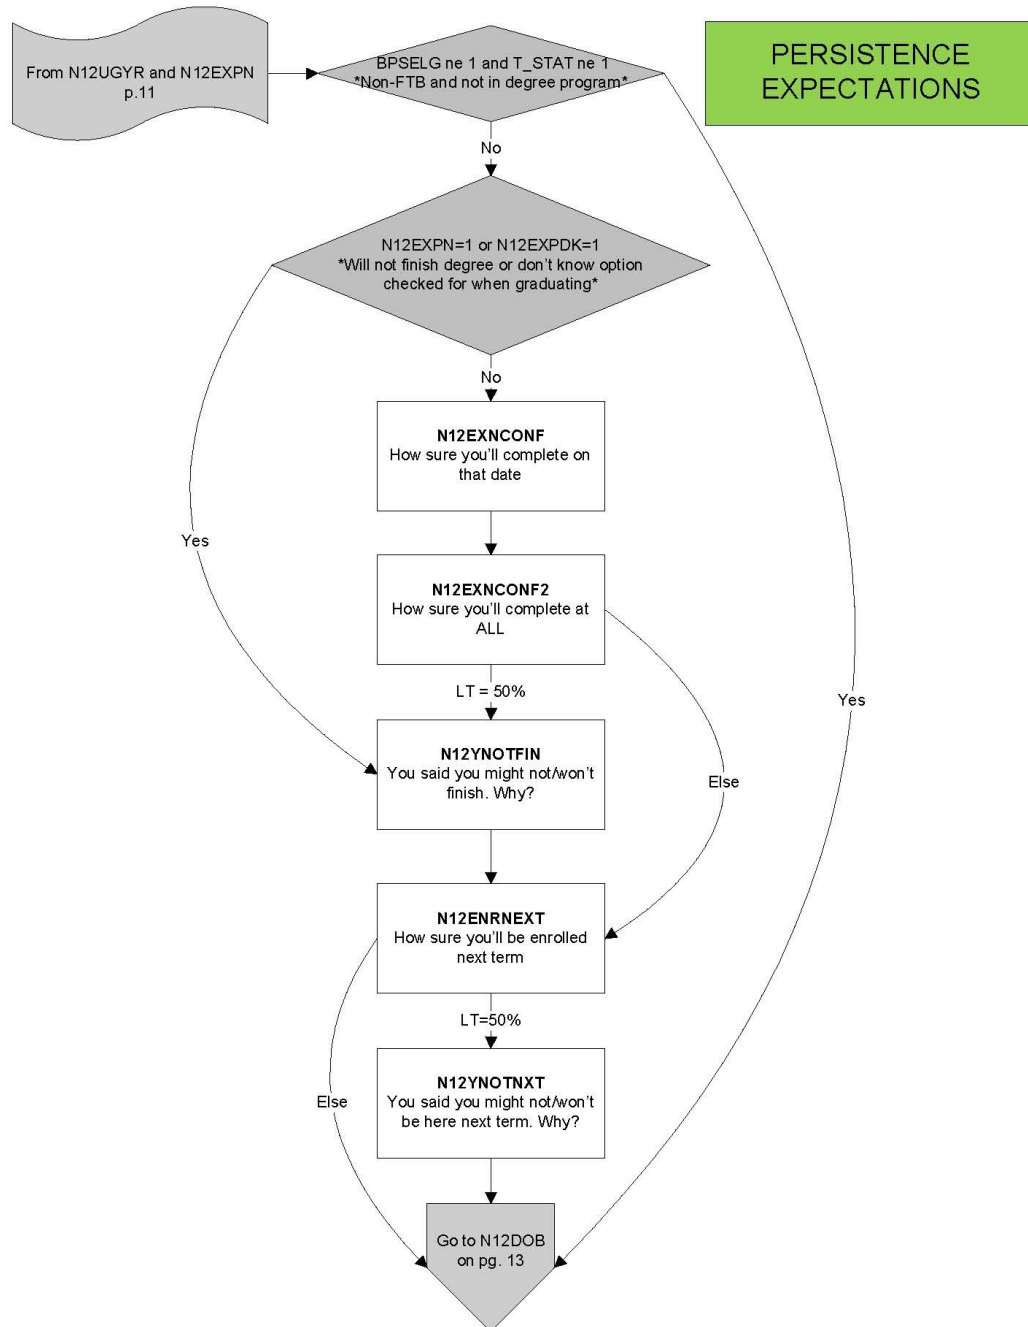 From N12UGYR and N12EXPN
p.11
BPSELG ne 1 and T_STAT ne 1
*Non-FTB and not in degree program*
PERSISTENCE
EXPECTATIONS
No
N12EXPN=1 or N12EXPDK=1
*Will not finish degree or don't know option
checked for when graduating*
No
N12EXNCONF
How sure you'll complete on
that date
Yes
N12EXNCONF2
How sure you'll complete at
ALL
LT = 50%
Yes
N12YNOTFIN
You said you might not/won't
finish. Why?
Else
N12ENRNEXT
How sure you'll be enrolled
next term
LT=50%
Else
N12YNOTNXT
You said you might not/won't
be here next term. Why?
Go to N12DOB
on pg. 13